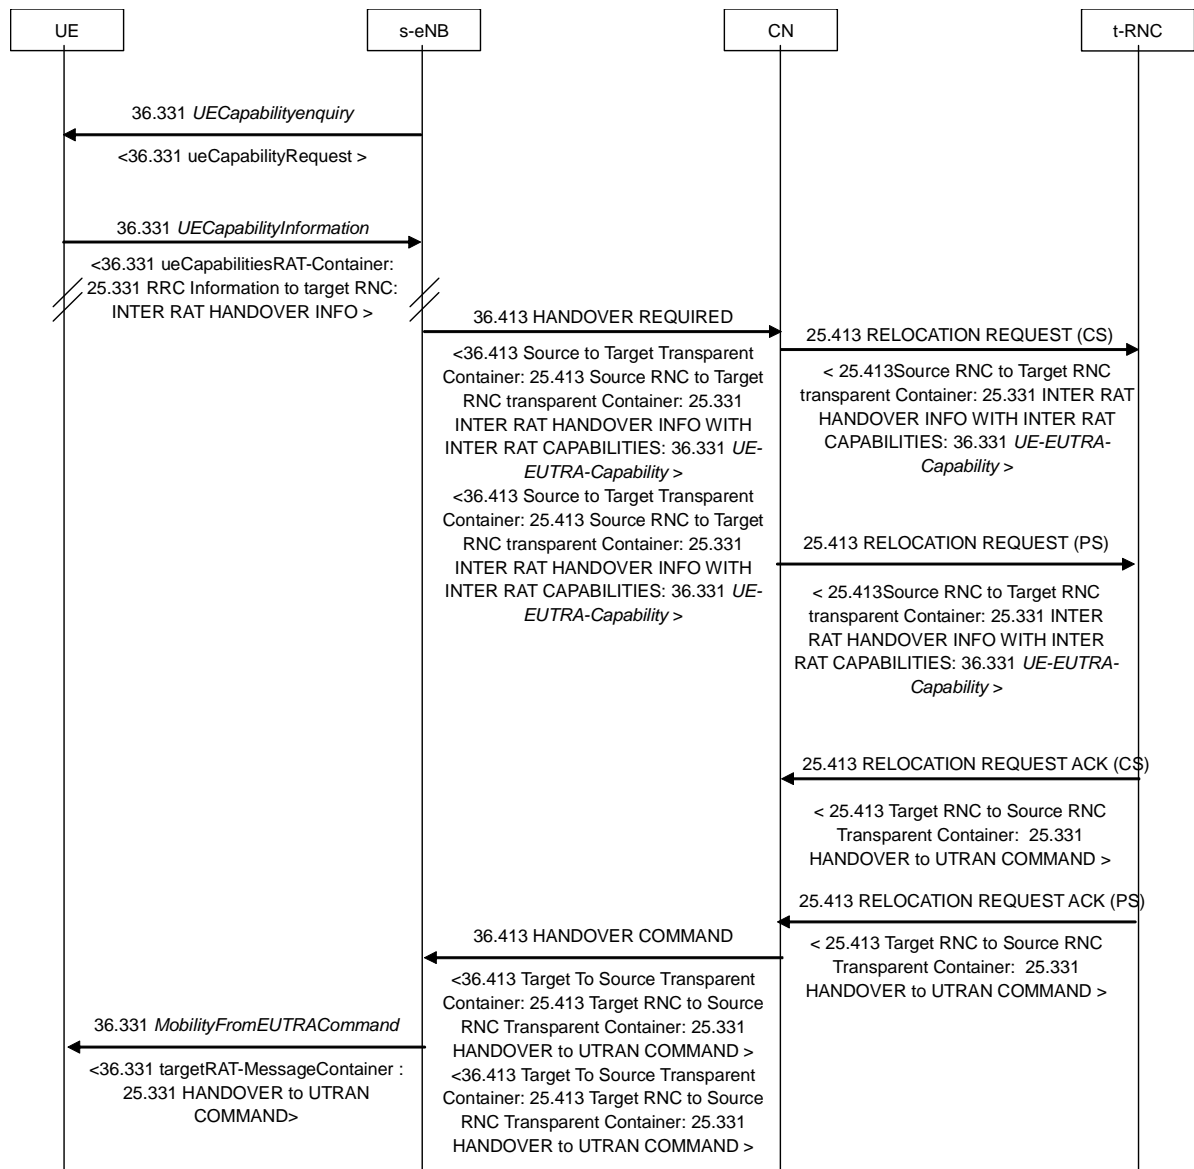 UE
s-eNB
CN
t-RNC
36.331 UECapabilityenquiry
<36.331 ueCapabilityRequest >
36.331 UECapabilityInformation
<36.331 ueCapabilitiesRAT-Container:
25.331 RRC Information to target RNC:
INTER RAT HANDOVER INFO >
36.413 HANDOVER REQUIRED
<36.413 Source to Target Transparent
Container: 25.413 Source RNC to Target
RNC transparent Container: 25.331
INTER RAT HANDOVER INFO WITH
INTER RAT CAPABILITIES: 36.331 UE-
EUTRA-Capability >
<36.413 Source to Target Transparent
Container: 25.413 Source RNC to Target
RNC transparent Container: 25.331
INTER RAT HANDOVER INFO WITH
INTER RAT CAPABILITIES: 36.331 UE-
EUTRA-Capability >
25.413 RELOCATION REQUEST (CS)
< 25.413Source RNC to Target RNC
transparent Container: 25.331 INTER RAT
HANDOVER INFO WITH INTER RAT
CAPABILITIES: 36.331 UE-EUTRA-
Capability >
25.413 RELOCATION REQUEST (PS)
< 25.413Source RNC to Target RNC
transparent Container: 25.331 INTER
RAT HANDOVER INFO WITH INTER
RAT CAPABILITIES: 36.331 UE-EUTRA-
Capability >
25.413 RELOCATION REQUEST ACK (CS)
< 25.413 Target RNC to Source RNC
Transparent Container:  25.331
HANDOVER to UTRAN COMMAND >
25.413 RELOCATION REQUEST ACK (PS)
< 25.413 Target RNC to Source RNC
Transparent Container:  25.331
HANDOVER to UTRAN COMMAND >
36.413 HANDOVER COMMAND
<36.413 Target To Source Transparent
Container: 25.413 Target RNC to Source
RNC Transparent Container: 25.331
HANDOVER to UTRAN COMMAND >
<36.413 Target To Source Transparent
Container: 25.413 Target RNC to Source
RNC Transparent Container: 25.331
HANDOVER to UTRAN COMMAND >
36.331 MobilityFromEUTRACommand
<36.331 targetRAT-MessageContainer :
25.331 HANDOVER to UTRAN
COMMAND>